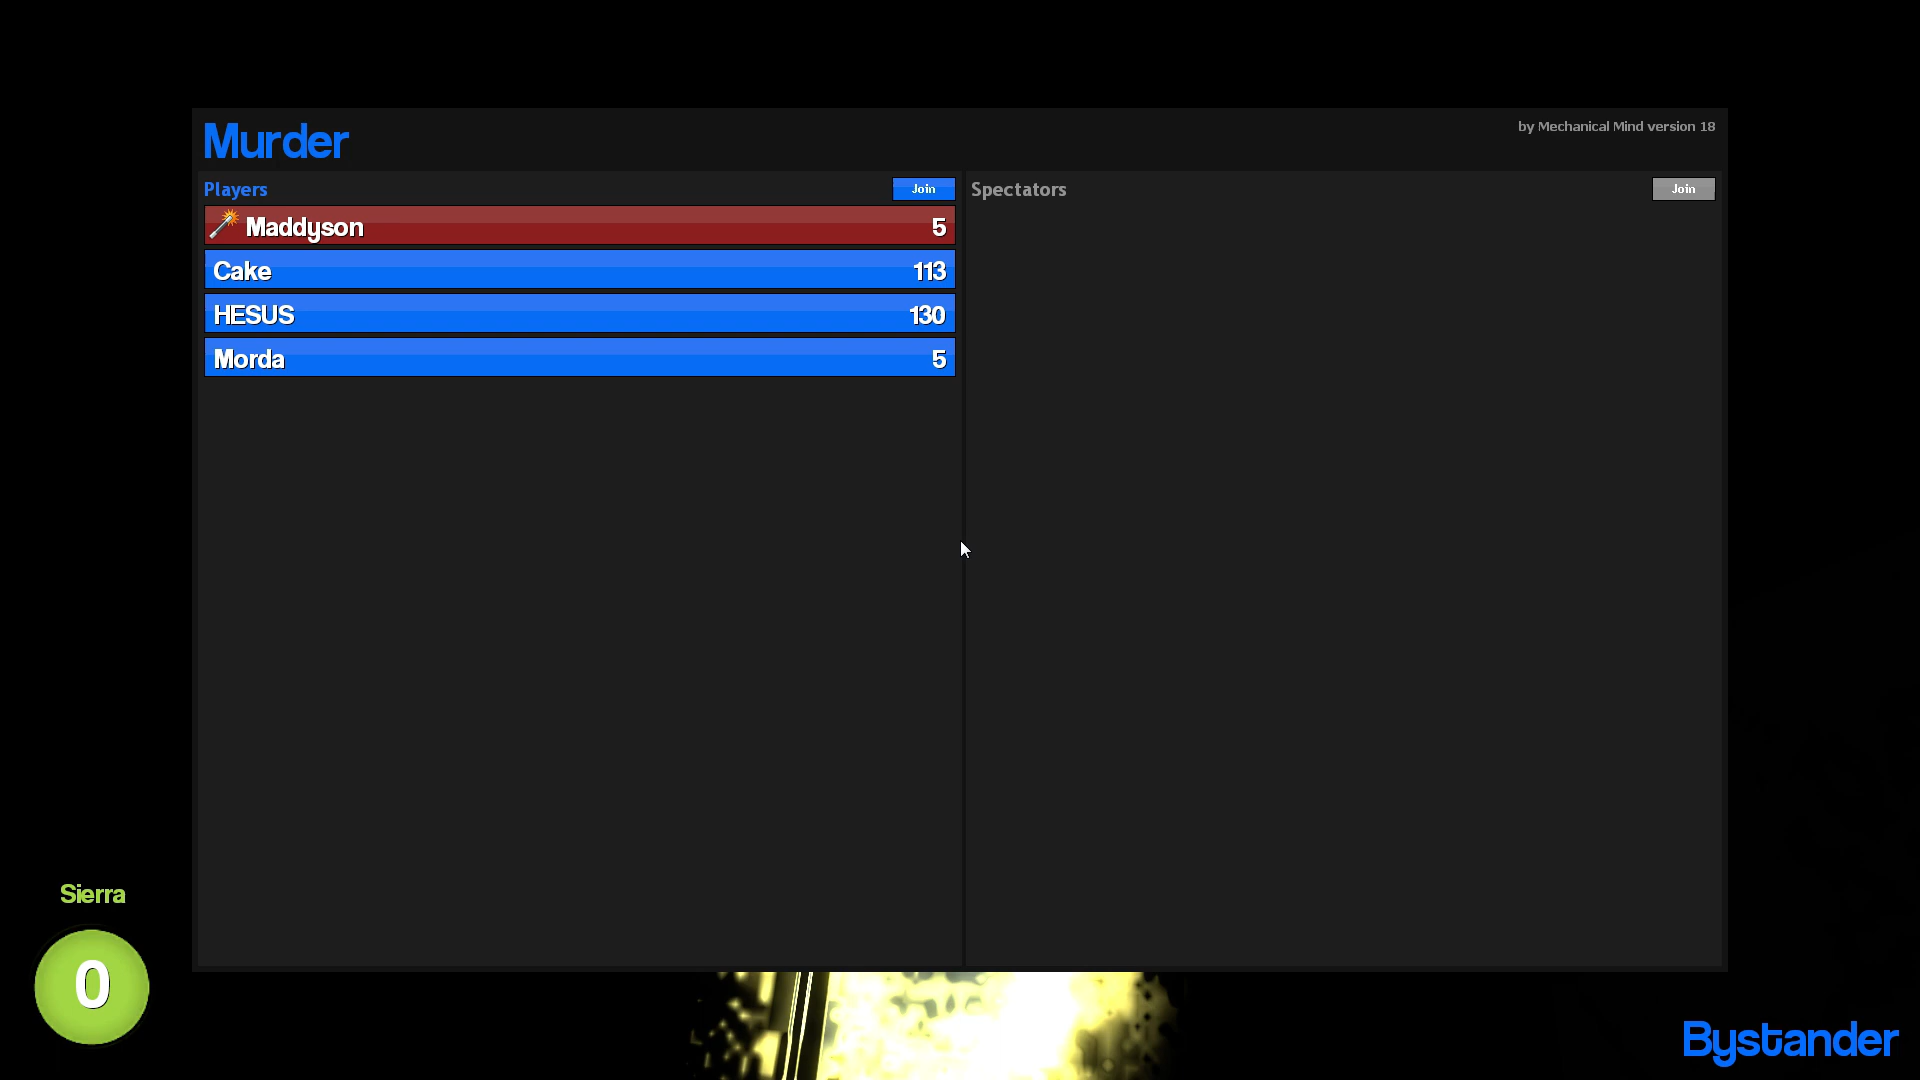 Murder
by Mechanical Mind version 18
Players
Join
Spectators
Join
Maddyson 5
Cake 113
HESUS 130
Morda 5
Sierra
0
Bystander